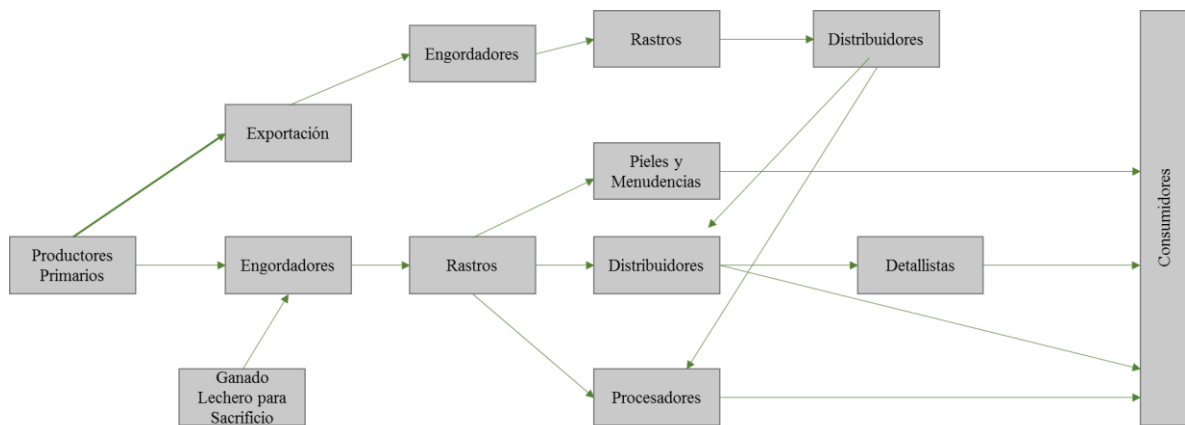 Rastros
Distribuidores
Engordadores
Exportación
Pieles y
Menudencias
Productores
Primarios
Engordadores
Rastros
Distribuidores
Detallistas
Consumidores
Ganado
Lechero para
Sacrificio
Procesadores